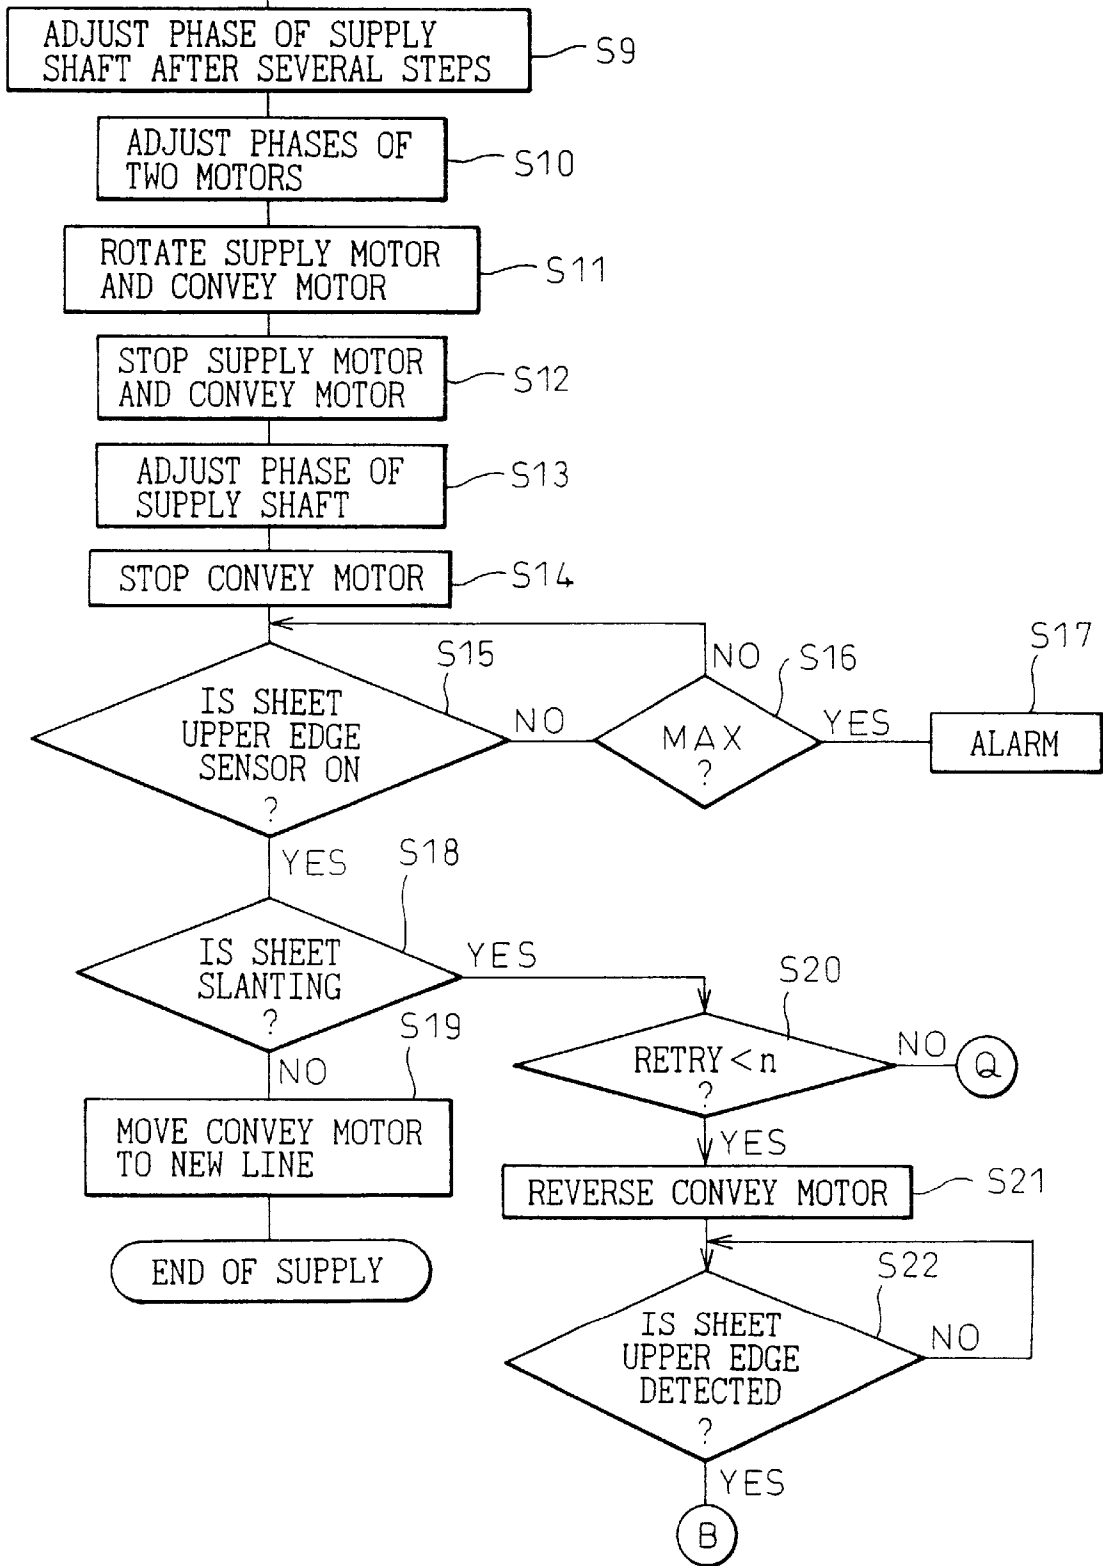 ADJUST PHASE OF SUPPLY
SHAFT AFTER SEVERAL STEPS
S9
ADJUST PHASES OF
TWO MOTORS
S10
ROTATE SUPPLY MOTOR
AND CONVEY MOTOR
S11
STOP SUPPLY MOTOR
AND CONVEY MOTOR
S12
ADJUST PHASE OF
SUPPLY SHAFT
S13
STOP CONVEY MOTOR
S14
S15
IS SHEET
UPPER EDGE
SENSOR ON
?
NO
NO
S16
MAX
?
YES
S17
ALARM
YES
S18
IS SHEET
SLANTING
?
YES
NO
S19
MOVE CONVEY MOTOR
TO NEW LINE
END OF SUPPLY
S20
RETRY<n
?
NO
Q
YES
REVERSE CONVEY MOTOR
S21
S22
IS SHEET
UPPER EDGE
DETECTED
?
NO
YES
B